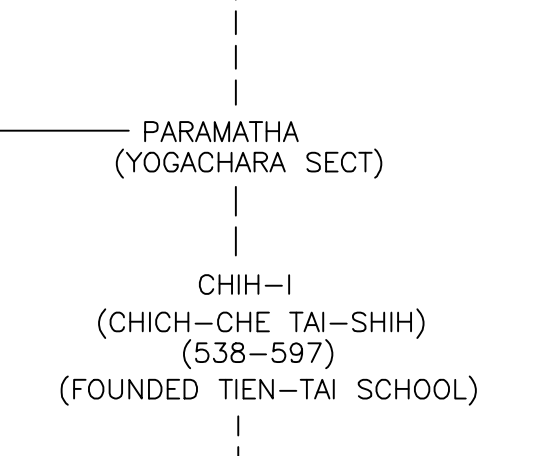 PARAMATHA
(YOGACHARA SECT)
CHIH-I
(CHICH-CHE TAI-SHIH)
(538-597)
(FOUNDED TIEN-TAI SCHOOL)